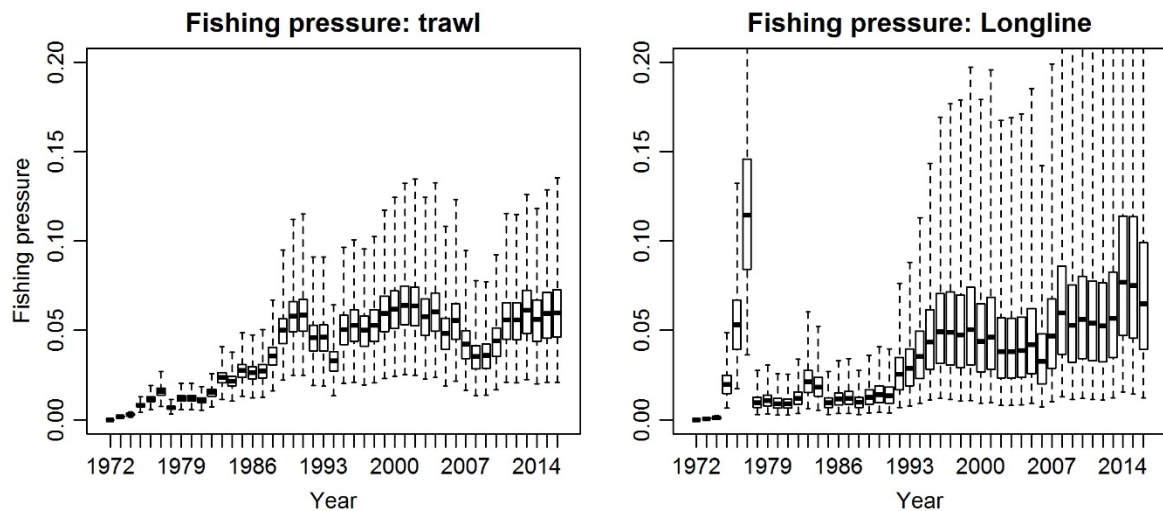 Fishing pressure: trawl
Fishing pressure
0.00 0.05 0.10 0.15 0.20
1972 1979 1986 1993 2000 2007 2014
Year
Fishing pressure: Longline
0.00 0.05 0.10 0.15 0.20
1972 1979 1986 1993 2000 2007 2014
Year